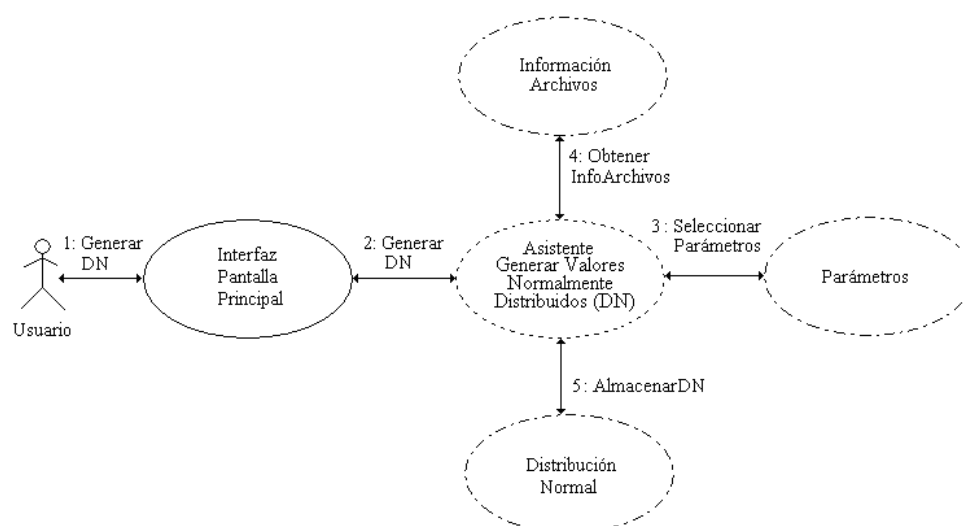 Información
Archivos
4: Obtener
InfoArchivos
1: Generar
DN
Interfaz
Pantalla
Principal
2: Generar
DN
Asistente
Generar Valores
Normalmente
Distribuidos (DN)
3: Seleccionar
Parámetros
Parámetros
Usuario
5: AlmacenarDN
Distribución
Normal